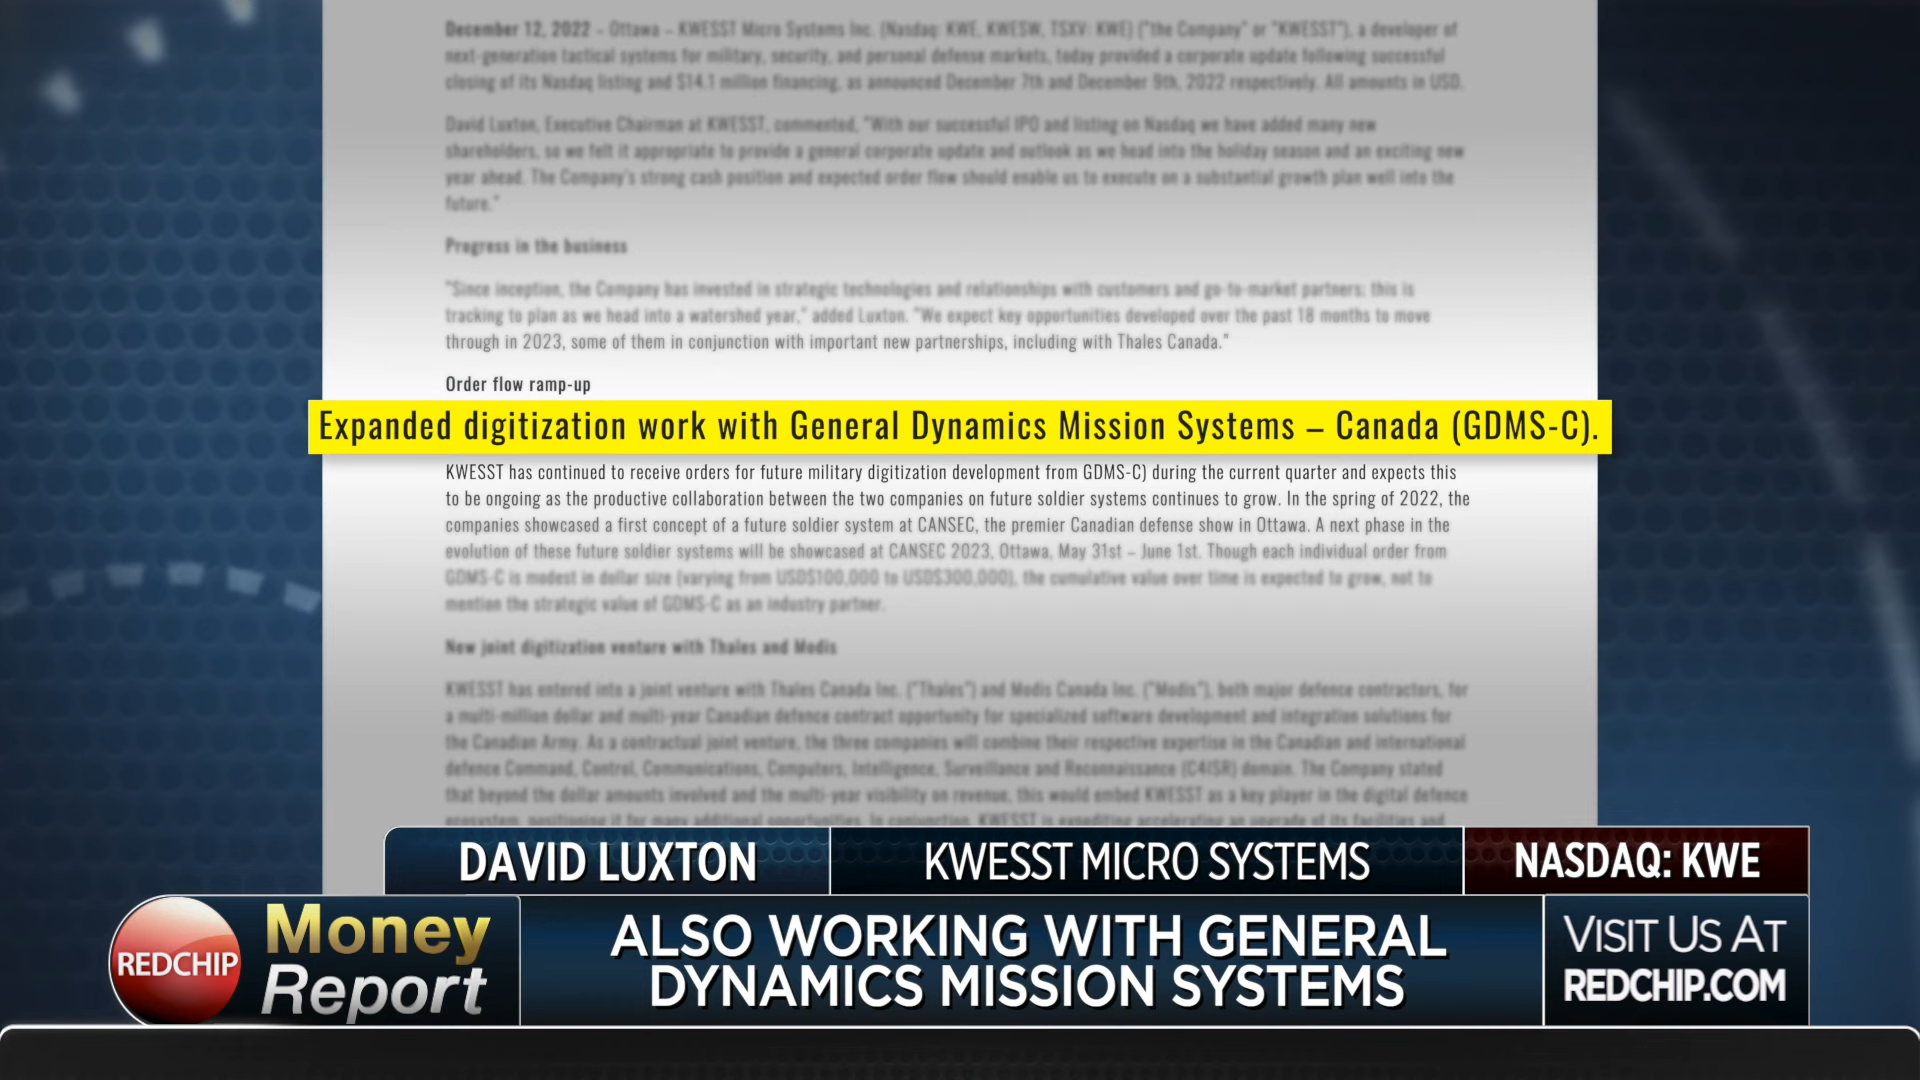 December 12, 2022 – Ottawa – KWESST Micro Systems Inc. (Nasdaq: KWE, KWESW, TSXV: KWE) ("the Company" or "KWESST"), a developer of
next-generation tactical systems for military, security, and personal defense markets, today provided a corporate update following successful
closing of its Nasdaq listing and $14.1 million financing, as announced December 7th and December 9th, 2022 respectively. All amounts in USD.
David Luxton, Executive Chairman at KWESST, commented, "With our successful IPO and listing on Nasdaq we have added many new
shareholders, so we felt it appropriate to provide a general corporate update and outlook as we head into the holiday season and an exciting new
year ahead. The Company's strong cash position and expected order flow should enable us to execute on a substantial growth plan well into the
future."
Progress in the business
"Since inception, the Company has invested in strategic technologies and relationships with customers and go-to-market partners; this is
tracking to plan as we head into a watershed year," added Luxton. "We expect key opportunities developed over the past 18 months to move
through in 2023, some of them in conjunction with important new partnerships, including with Thales Canada."
Order flow ramp-up
Expanded digitization work with General Dynamics Mission Systems – Canada (GDMS-C).
KWESST has continued to receive orders for future military digitization development from GDMS-C) during the current quarter and expects this
to be ongoing as the productive collaboration between the two companies on future soldier systems continues to grow. In the spring of 2022, the
companies showcased a first concept of a future soldier system at CANSEC, the premier Canadian defense show in Ottawa. A next phase in the
evolution of these future soldier systems will be showcased at CANSEC 2023, Ottawa, May 31st – June 1st. Though each individual order from
GDMS-C is modest in dollar size (varying from USD$100,000 to USD$300,000), the cumulative value over time is expected to grow, not to
mention the strategic value of GDMS-C as an industry partner.
New joint digitization venture with Thales and Modis
KWESST has entered into a joint venture with Thales Canada Inc. ("Thales") and Modis Canada Inc. ("Modis"), both major defence contractors, for
a multi-million dollar and multi-year Canadian defence contract opportunity for specialized software development and integration solutions for
the Canadian Army. As a contractual joint venture, the three companies will combine their respective expertise in the Canadian and international
defence Command, Control, Communications, Computers, Intelligence, Surveillance and Reconnaissance (C4ISR) domain. The Company stated
that beyond the dollar amounts involved and the multi-year visibility on revenue, this would embed KWESST as a key player in the digital defence
ecosystem, positioning it for many additional opportunities. In conjunction, KWESST is expediting accelerating an upgrade of its facilities and
DAVID LUXTON
KWESST MICRO SYSTEMS
NASDAQ: KWE
REDCHIP
Money
Report
ALSO WORKING WITH GENERAL
DYNAMICS MISSION SYSTEMS
VISIT US AT
REDCHIP.COM